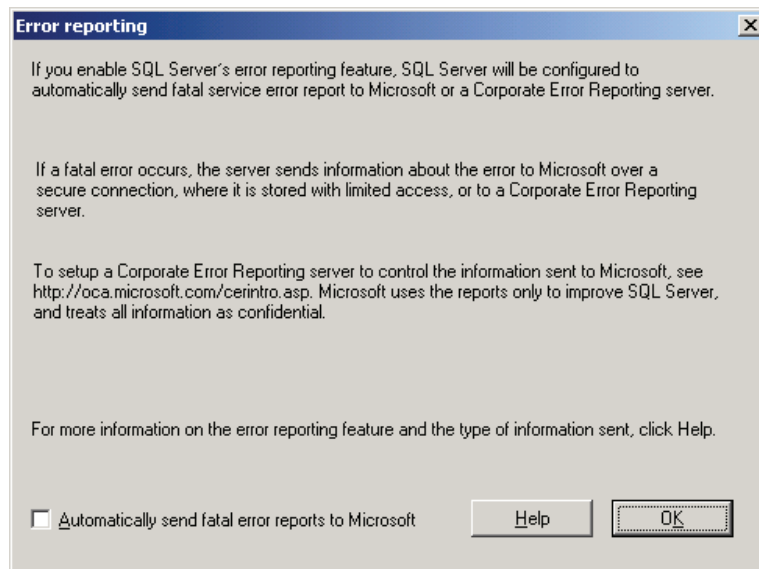 Error reporting
If you enable SQL Server's error reporting feature, SQL Server will be configured to
automatically send fatal service error report to Microsoft or a Corporate Error Reporting server.
If a fatal error occurs, the server sends information about the error to Microsoft over a
secure connection, where it is stored with limited access, or to a Corporate Error Reporting
server.
To setup a Corporate Error Reporting server to control the information sent to Microsoft, see
http://oca.microsoft.com/cerintro.asp. Microsoft uses the reports only to improve SQL Server,
and treats all information as confidential.
For more information on the error reporting feature and the type of information sent, click Help.
Automatically send fatal error reports to Microsoft
Help
OK